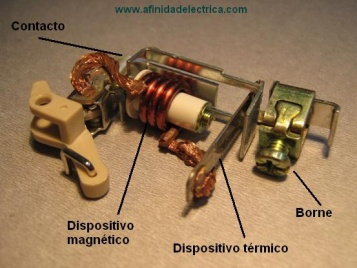 www.afinidadelectrica.com
Contacto
Dispositivo
magnético
Dispositivo térmico
Borne